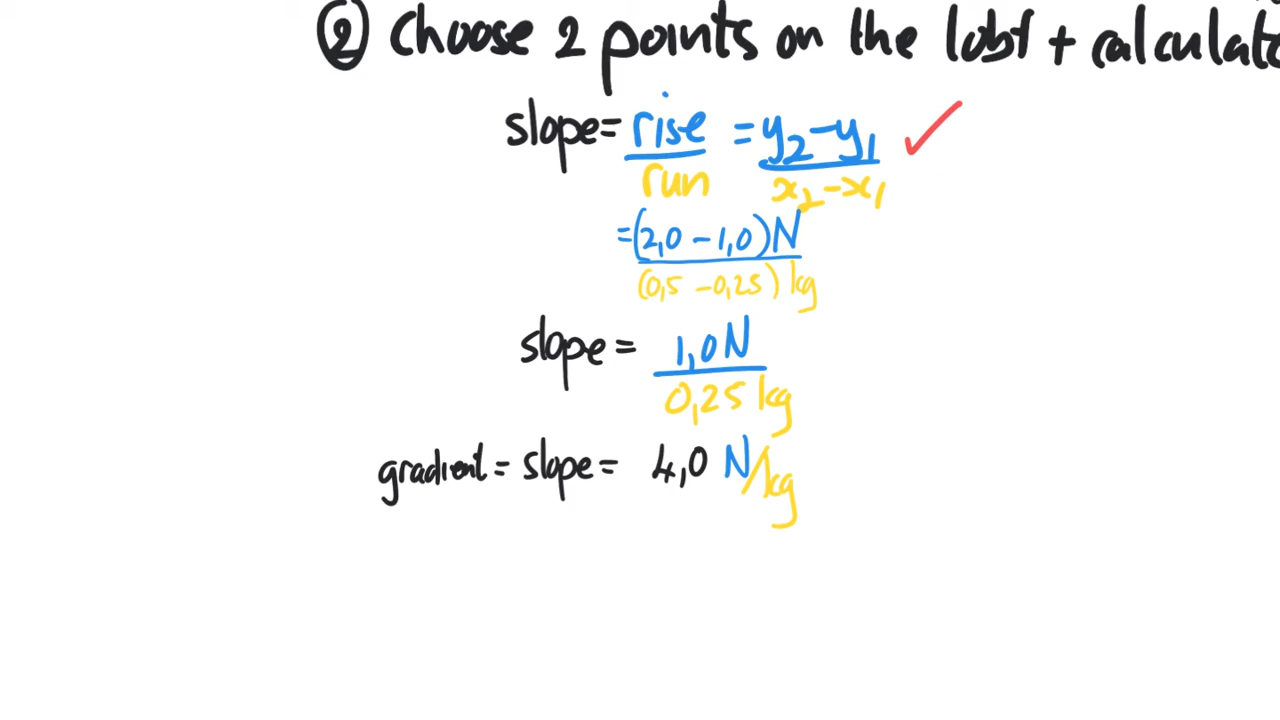 ② Choose 2 points on the lobf + calculate
slope = rise/run = y₂-y₁/x₂-x₁ ✓
= (2,0 - 1,0) N/(0,5 - 0,25) kg
slope = 1,0 N/0,25 kg
gradient = slope = 4,0 N/kg